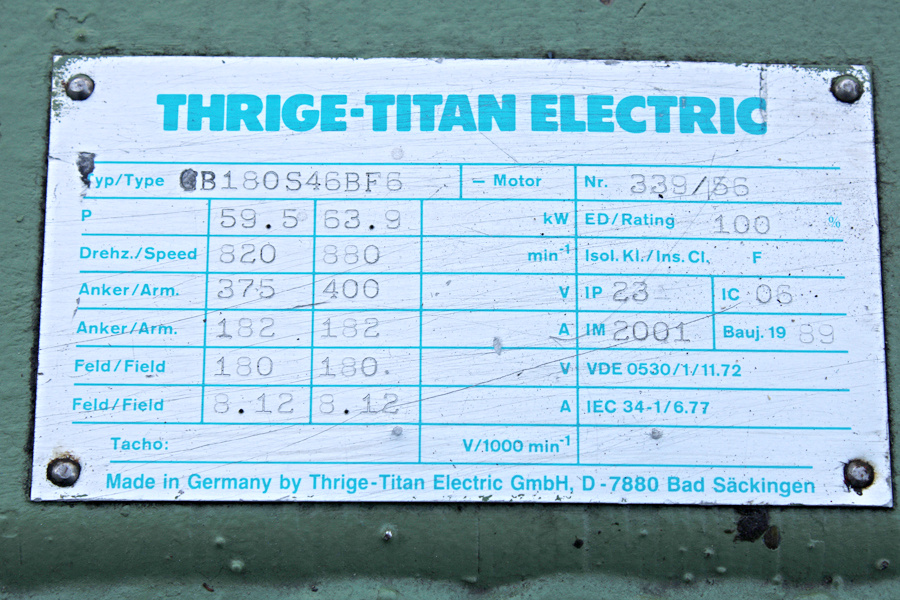 THRIGE-TITAN ELECTRIC
Typ/Type GB180S46BF6 – Motor Nr. 339/156
P 59.5 63.9 kW ED/Rating 100 %
Drehz./Speed 820 880 min⁻¹ Isol. Kl./Ins. Cl. F
Anker/Arm. 375 400 V IP 23 IC 06
Anker/Arm. 182 182 A IM 2001 Bauj. 19 89
Feld/Field 180 180. V VDE 0530/1/11.72
Feld/Field 8.12 8.12 A IEC 34-1/6.77
Tacho: V/1000 min⁻¹
Made in Germany by Thrige-Titan Electric GmbH, D-7880 Bad Säckingen